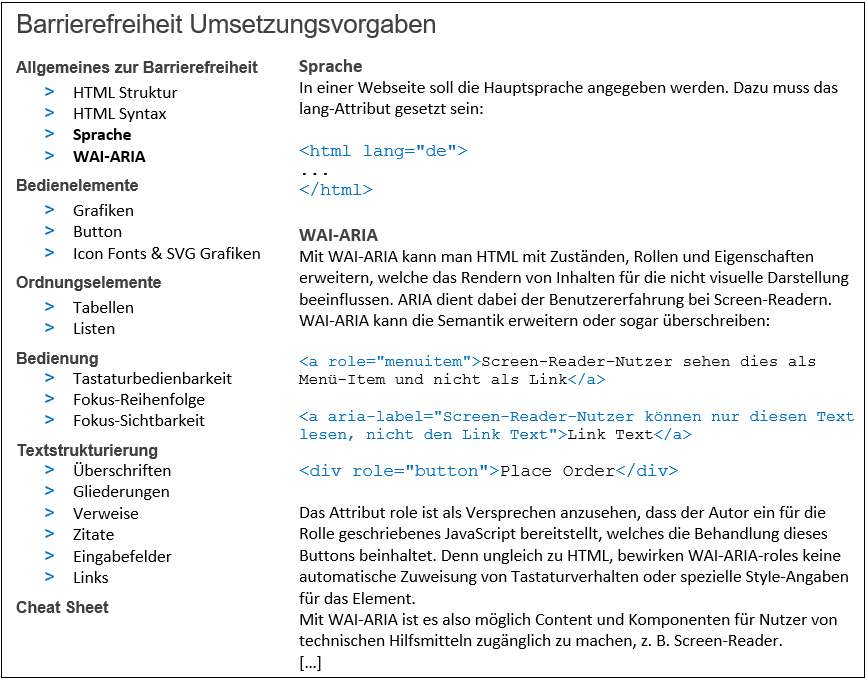 Barrierefreiheit Umsetzungsvorgaben
Allgemeines zur Barrierefreiheit
> HTML Struktur
> HTML Syntax
> Sprache
> WAI-ARIA
Bedienelemente
> Grafiken
> Button
> Icon Fonts & SVG Grafiken
Ordnungselemente
> Tabellen
> Listen
Bedienung
> Tastaturbedienbarkeit
> Fokus-Reihenfolge
> Fokus-Sichtbarkeit
Textstrukturierung
> Überschriften
> Gliederungen
> Verweise
> Zitate
> Eingabefelder
> Links
Cheat Sheet
Sprache
In einer Webseite soll die Hauptsprache angegeben werden. Dazu muss das
lang-Attribut gesetzt sein:
<html lang="de">
...
</html>
WAI-ARIA
Mit WAI-ARIA kann man HTML mit Zuständen, Rollen und Eigenschaften
erweitern, welche das Rendern von Inhalten für die nicht visuelle Darstellung
beeinflussen. ARIA dient dabei der Benutzererfahrung bei Screen-Readern.
WAI-ARIA kann die Semantik erweitern oder sogar überschreiben:
<a role="menuitem">Screen-Reader-Nutzer sehen dies als
Menü-Item und nicht als Link</a>
<a aria-label="Screen-Reader-Nutzer können nur diesen Text
lesen, nicht den Link Text">Link Text</a>
<div role="button">Place Order</div>
Das Attribut role ist als Versprechen anzusehen, dass der Autor ein für die
Rolle geschriebenes JavaScript bereitstellt, welches die Behandlung dieses
Buttons beinhaltet. Denn ungleich zu HTML, bewirken WAI-ARIA-roles keine
automatische Zuweisung von Tastaturverhalten oder spezielle Style-Angaben
für das Element.
Mit WAI-ARIA ist es also möglich Content und Komponenten für Nutzer von
technischen Hilfsmitteln zugänglich zu machen, z. B. Screen-Reader.
[…]